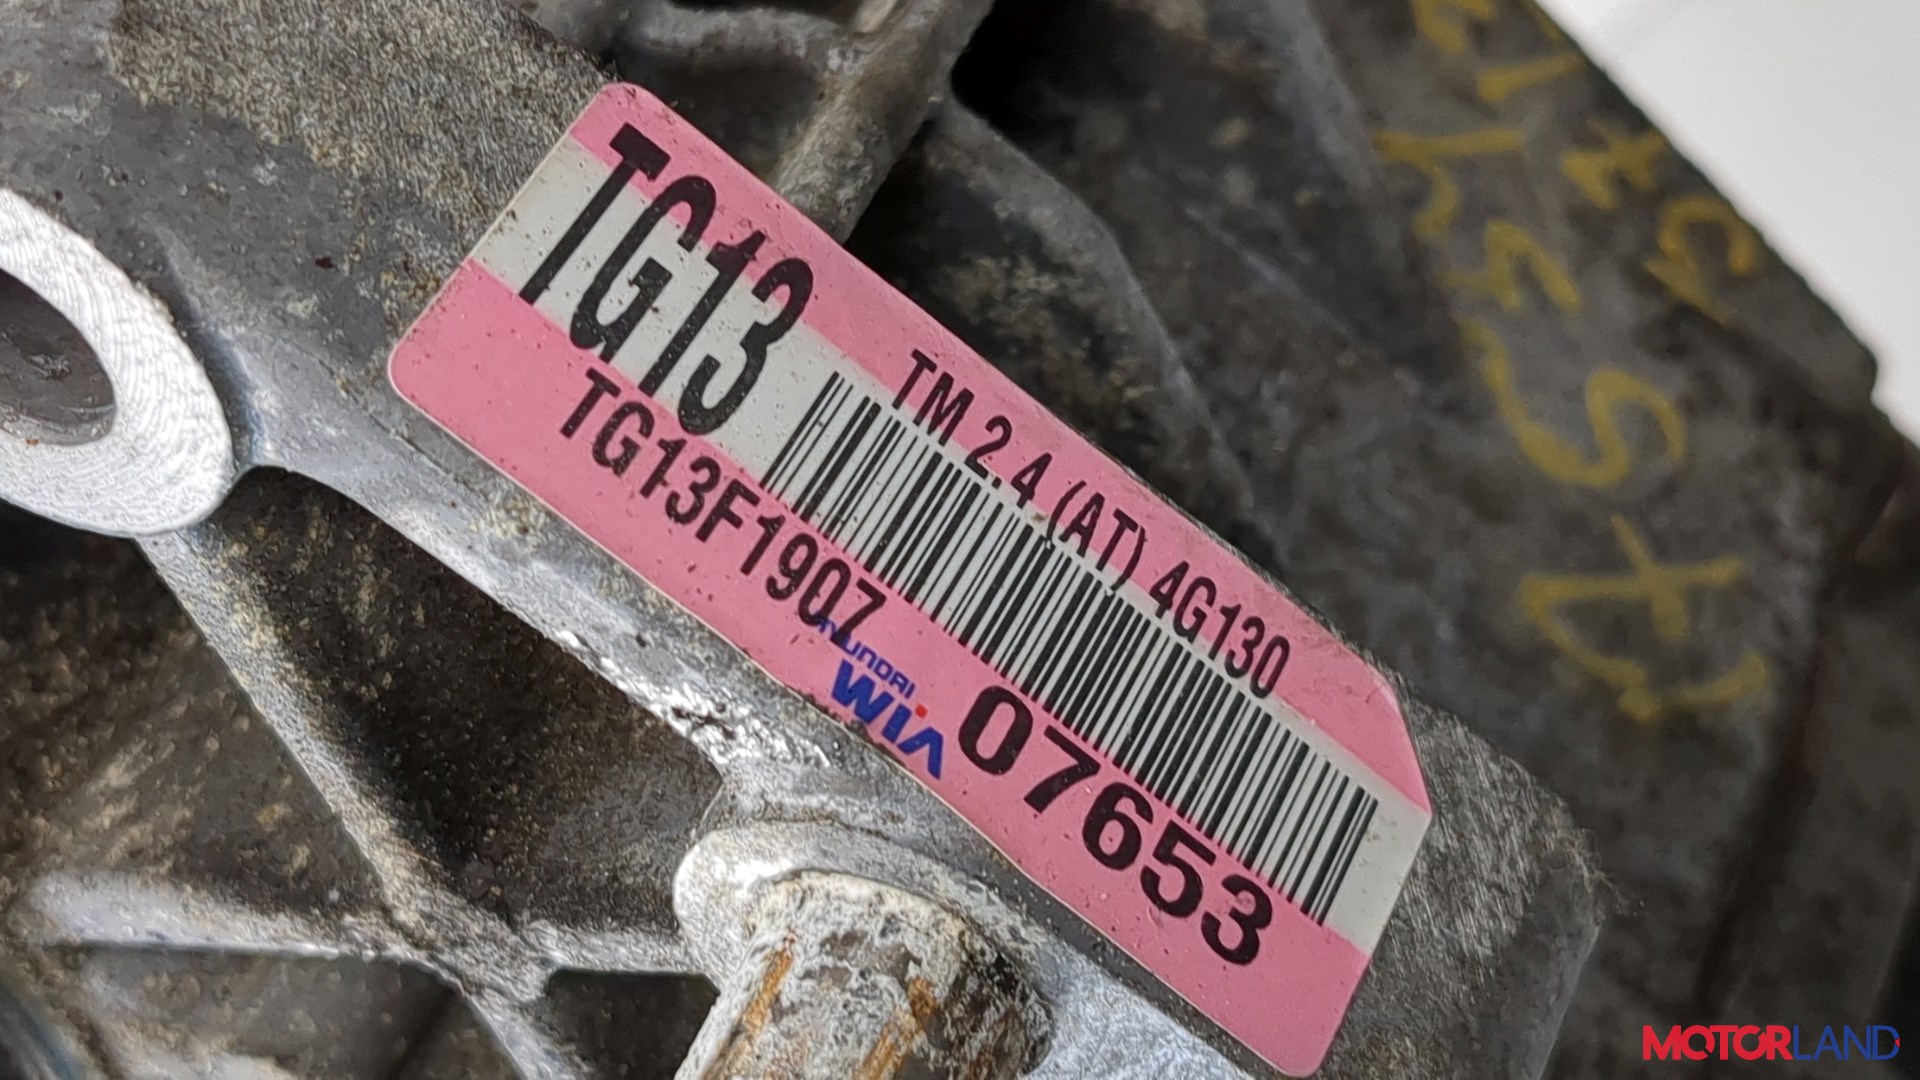 TG13
TM 2.4 (AT) 4G130
TG13F1907
HYUNDAI
WIA
07653
MOTORLAND